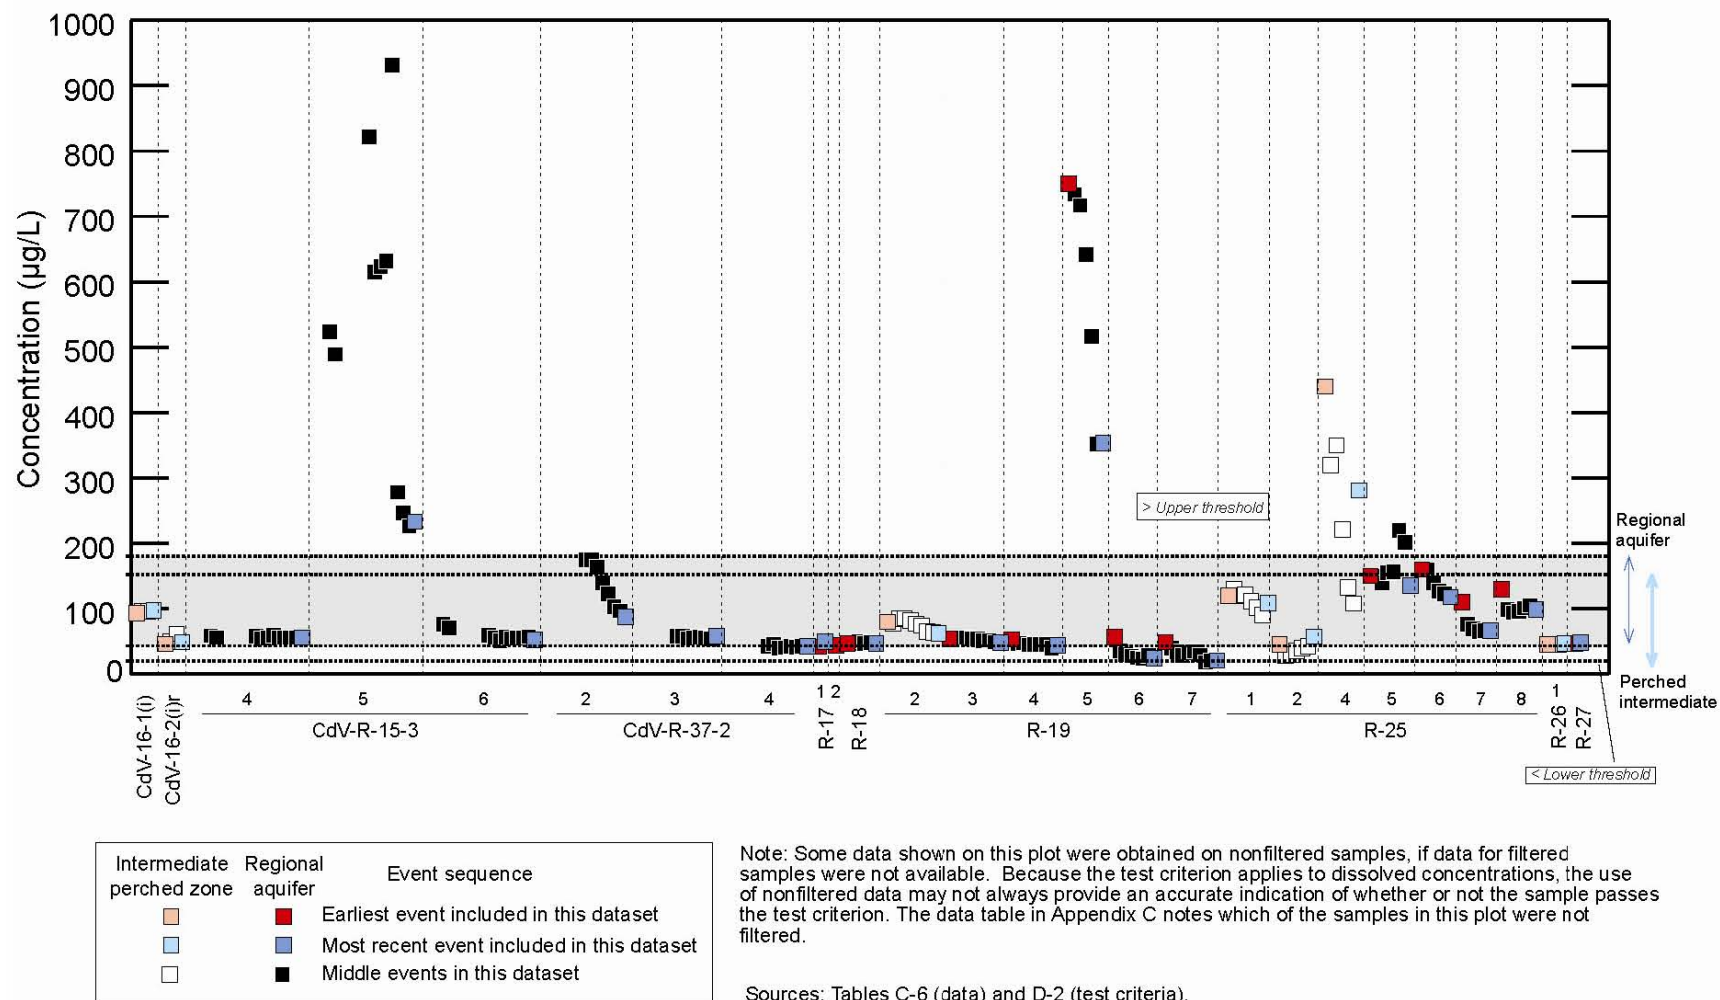 1000
900
800
700
600
500
400
300
200
100
0
Concentration (µg/L)
> Upper threshold
Regional
aquifer
Perched
intermediate
< Lower threshold
CdV-16-1(i)
CdV-16-2(i)r
4 5 6
CdV-R-15-3
2 3 4
CdV-R-37-2
1 2
R-17
R-18
2 3 4 5 6 7
R-19
1 2 4 5 6 7 8
R-25
1
R-26
R-27
Intermediate
perched zone
Regional
aquifer
Event sequence
Earliest event included in this dataset
Most recent event included in this dataset
Middle events in this dataset
Note: Some data shown on this plot were obtained on nonfiltered samples, if data for filtered
samples were not available. Because the test criterion applies to dissolved concentrations, the use
of nonfiltered data may not always provide an accurate indication of whether or not the sample passes
the test criterion. The data table in Appendix C notes which of the samples in this plot were not
filtered.
Sources: Tables C-6 (data) and D-2 (test criteria).